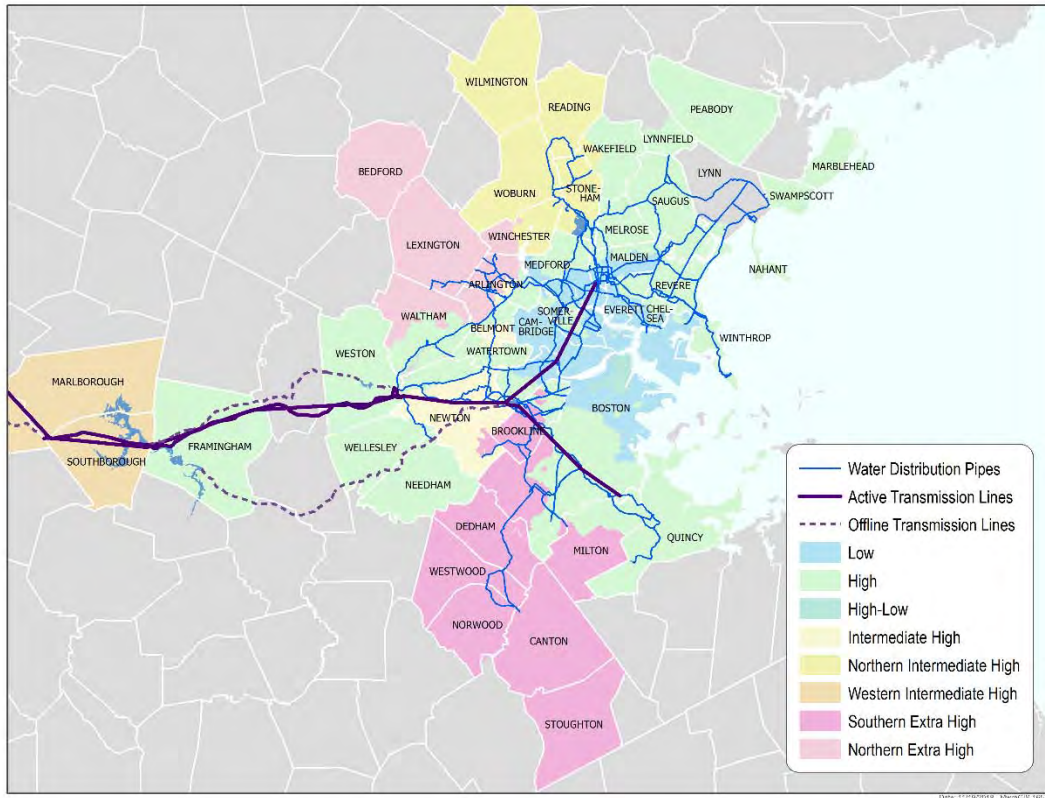 WILMINGTON
READING
PEABODY
LYNNFIELD
WAKEFIELD
MARBLEHEAD
LYNN
BEDFORD
STONE-
HAM
WOBURN
SWAMPSCOTT
SAUGUS
WINCHESTER
MELROSE
LEXINGTON
MALDEN
MEDFORD
NAHANT
ARLINGTON
REVERE
WALTHAM
SOMER-
VILLE
EVERETT
CHEL-
SEA
CAM-
BRIDGE
BELMONT
WINTHROP
WATERTOWN
WESTON
MARLBOROUGH
BOSTON
NEWTON
BROOKLINE
FRAMINGHAM
WELLESLEY
SOUTHBOROUGH
NEEDHAM
DEDHAM
QUINCY
MILTON
WESTWOOD
NORWOOD
CANTON
STOUGHTON
Water Distribution Pipes
Active Transmission Lines
Offline Transmission Lines
Low
High
High-Low
Intermediate High
Northern Intermediate High
Western Intermediate High
Southern Extra High
Northern Extra High